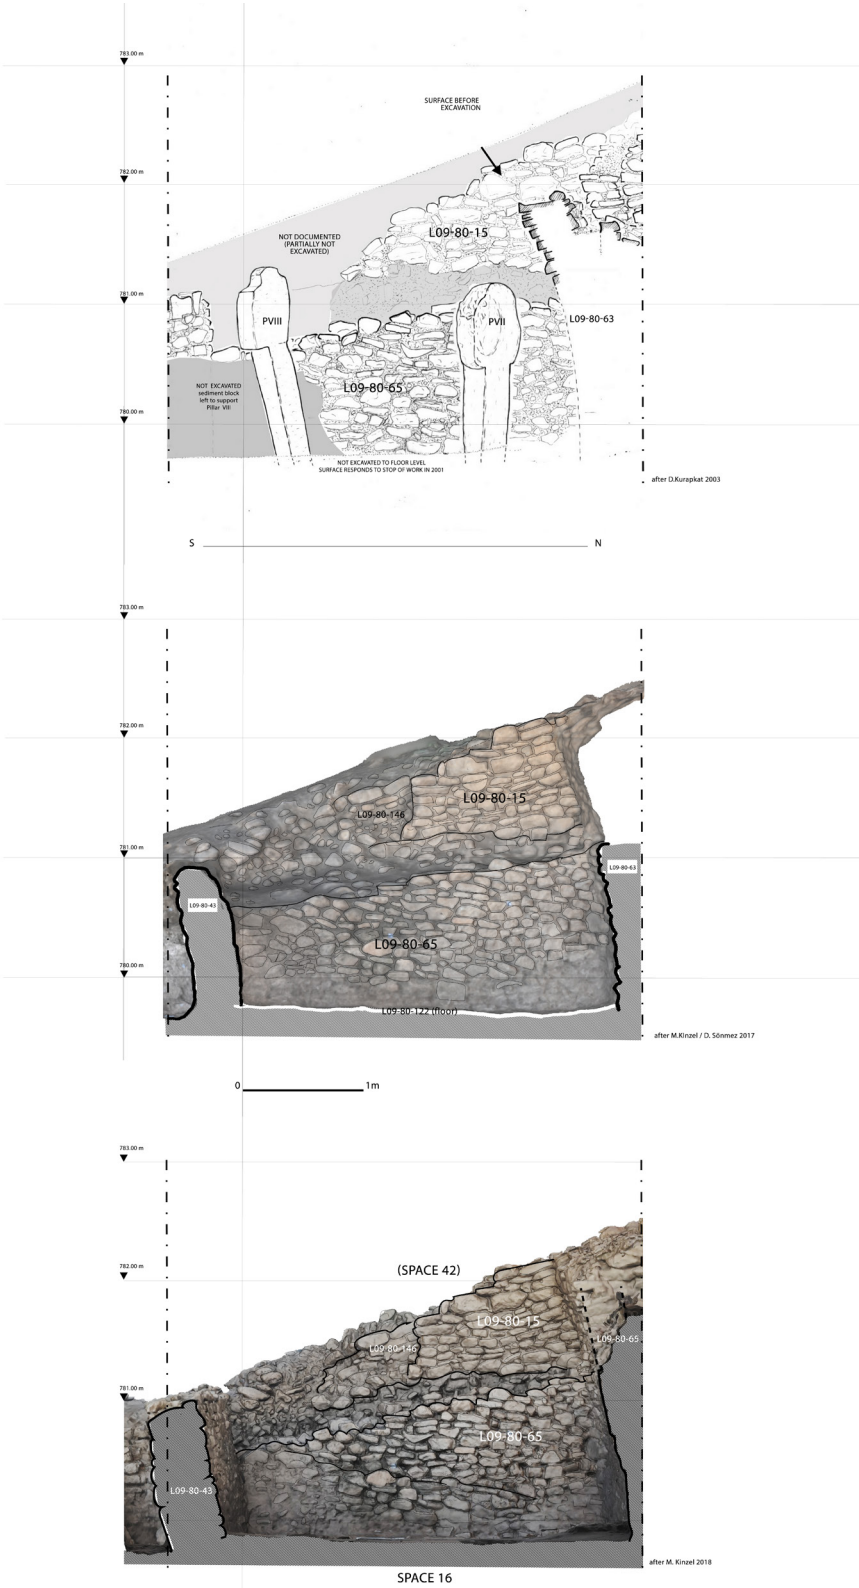 783.00 m
SURFACE BEFORE
EXCAVATION
782.00 m
NOT DOCUMENTED
(PARTIALLY NOT
EXCAVATED)
L09-80-15
781.00 m
PVIII
PVII
L09-80-63
NOT EXCAVATED
sediment block
left to support
Pillar VIII
L09-80-65
780.00 m
NOT EXCAVATED TO FLOOR LEVEL
SURFACE RESPONDS TO STOP OF WORK IN 2001
after D.Kurapkat 2003
S N
783.00 m
782.00 m
L09-80-15
L09-80-146
781.00 m
L09-80-63
L09-80-43
L09-80-65
780.00 m
L09-80-122 (floor)
after M.Kinzel / D. Sönmez 2017
0 1m
783.00 m
782.00 m
(SPACE 42)
L09-80-15
L09-80-65
L09-80-146
781.00 m
L09-80-65
L09-80-43
after M. Kinzel 2018
SPACE 16